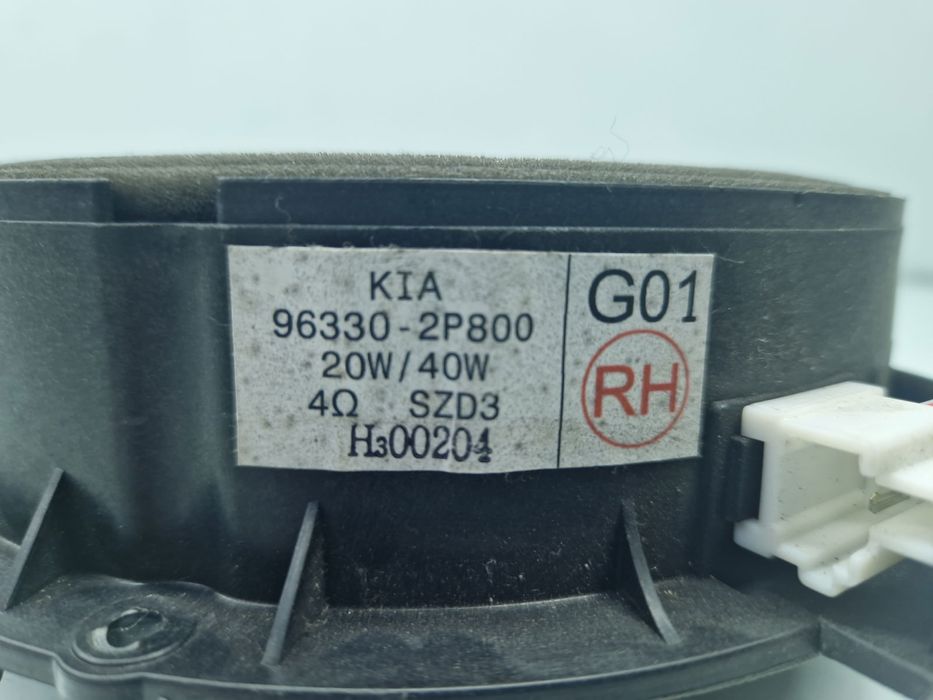 KIA
96330-2P800
20W/40W
4Ω SZD3
H300204
G01
RH